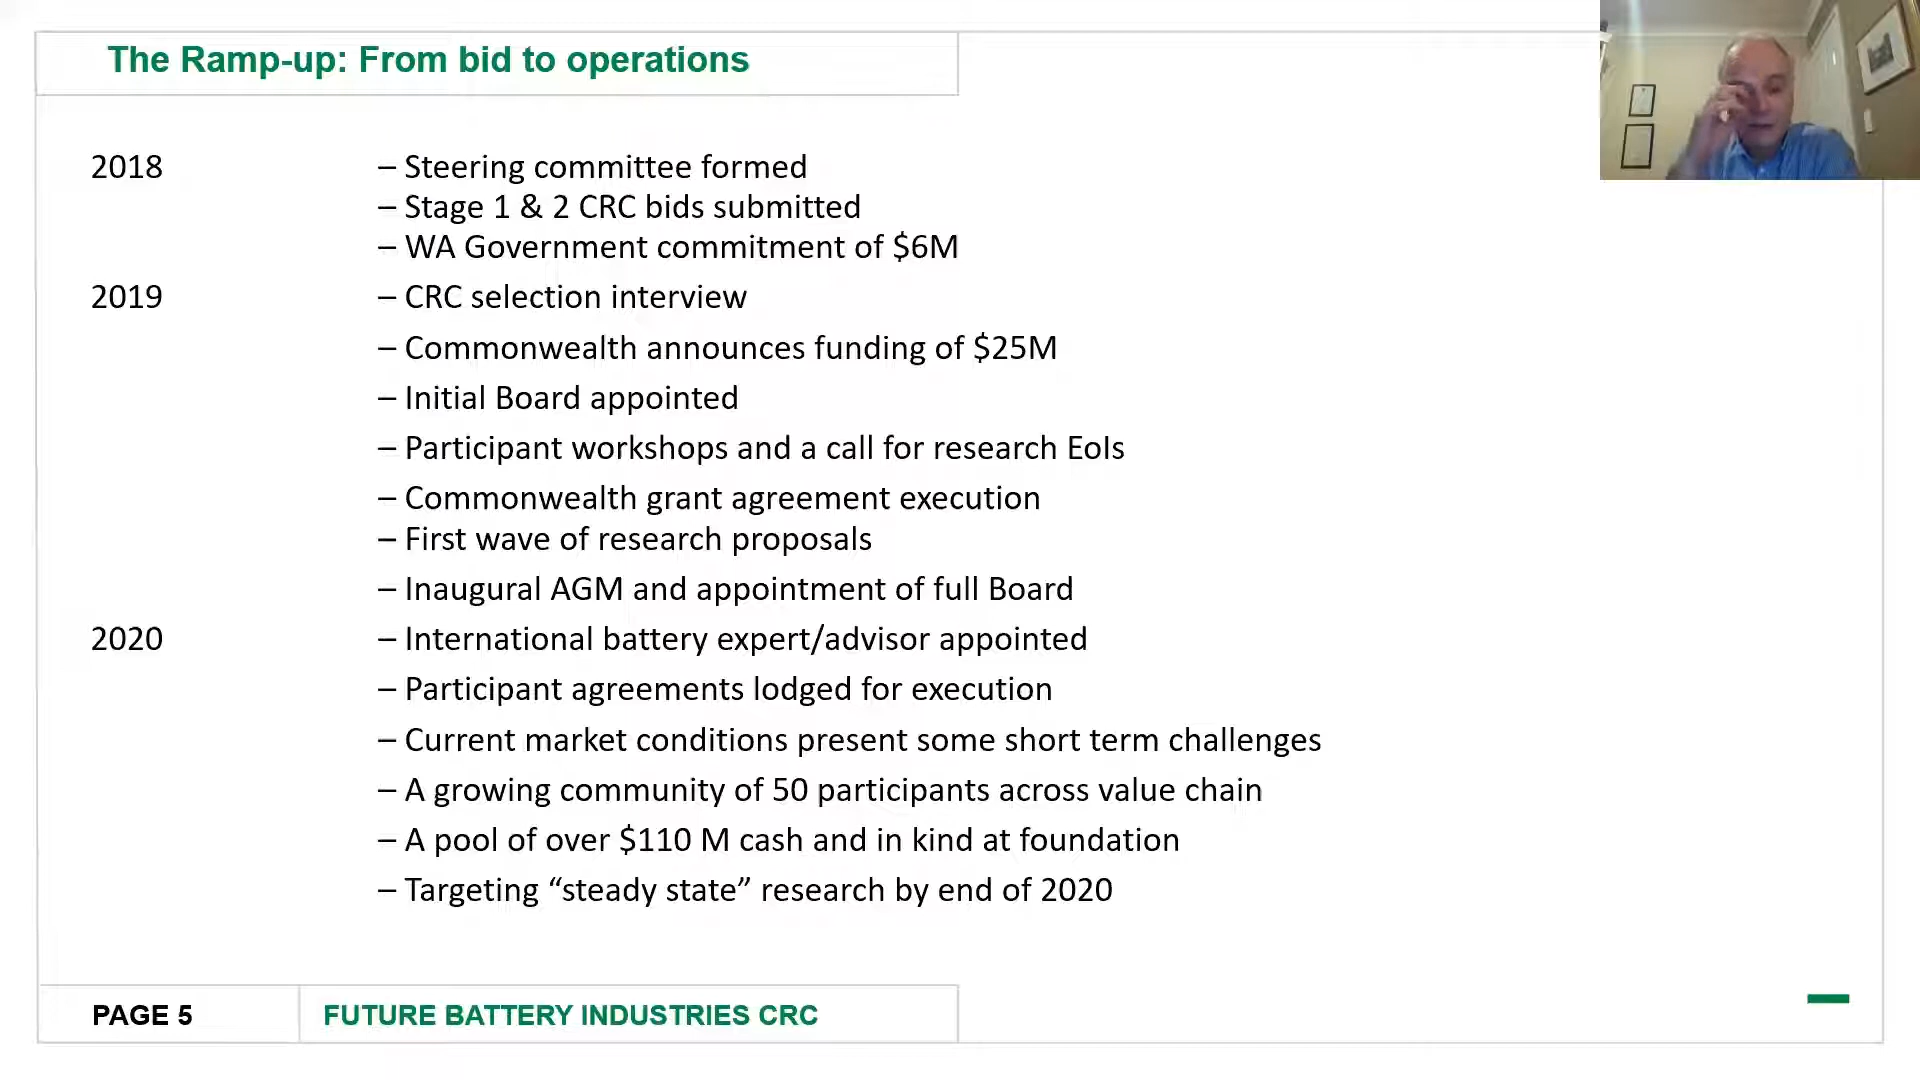 The Ramp-up: From bid to operations
2018 – Steering committee formed
– Stage 1 & 2 CRC bids submitted
– WA Government commitment of $6M
2019 – CRC selection interview
– Commonwealth announces funding of $25M
– Initial Board appointed
– Participant workshops and a call for research EoIs
– Commonwealth grant agreement execution
– First wave of research proposals
– Inaugural AGM and appointment of full Board
2020 – International battery expert/advisor appointed
– Participant agreements lodged for execution
– Current market conditions present some short term challenges
– A growing community of 50 participants across value chain
– A pool of over $110 M cash and in kind at foundation
– Targeting “steady state” research by end of 2020
PAGE 5 FUTURE BATTERY INDUSTRIES CRC